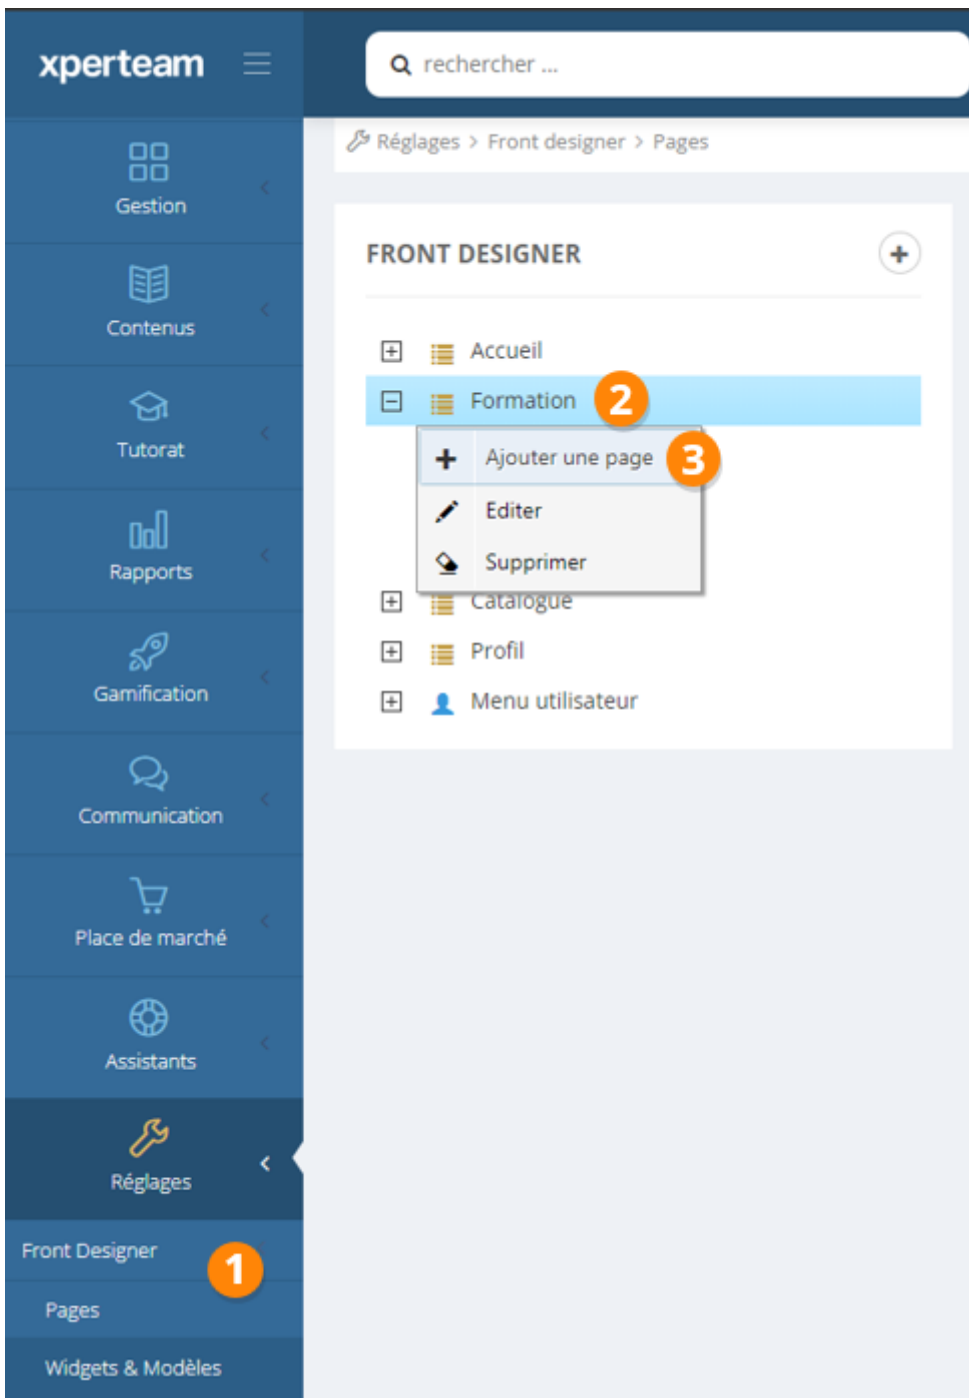 xperteam
rechercher ...
Réglages > Front designer > Pages
Gestion
Contenus
Tutorat
Rapports
Gamification
Communication
Place de marché
Assistants
Réglages
Front Designer
1
Pages
Widgets & Modèles
FRONT DESIGNER
Accueil
Formation 2
Ajouter une page 3
Editer
Supprimer
Catalogue
Profil
Menu utilisateur